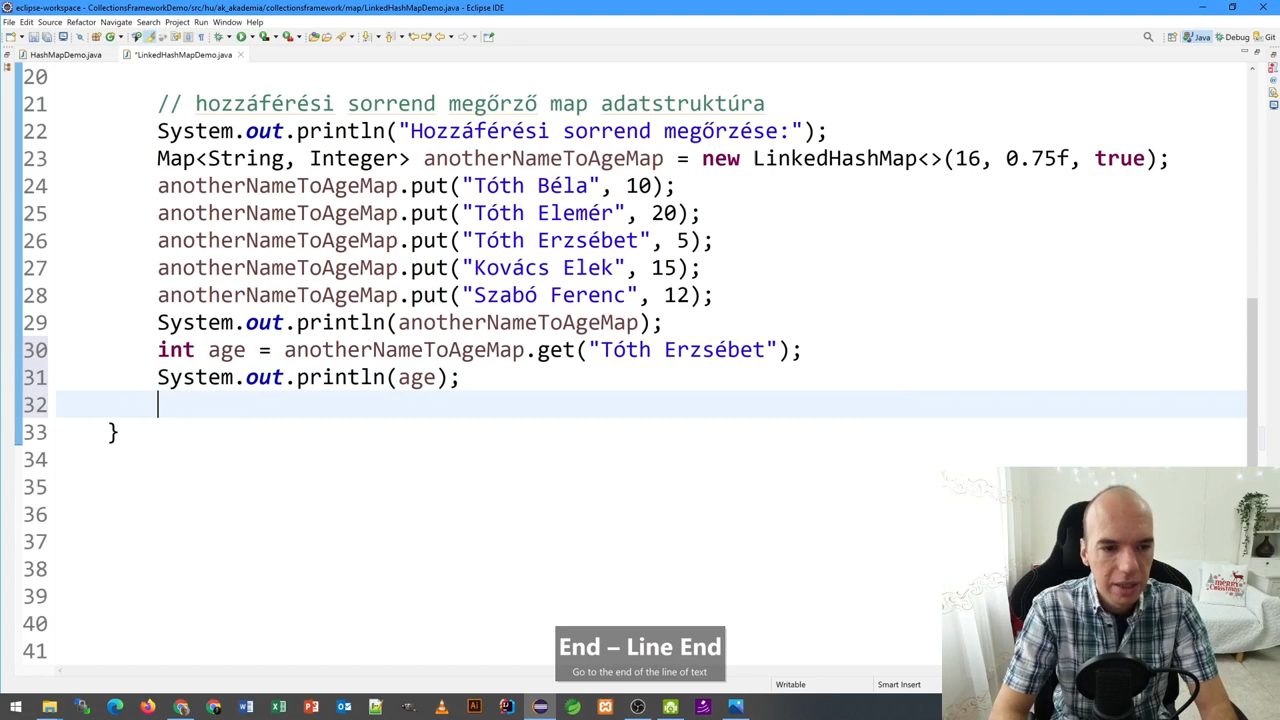 eclipse-workspace - CollectionsFrameworkDemo/src/hu/ak_akademia/collectionsframework/map/LinkedHashMapDemo.java - Eclipse IDE
File Edit Source Refactor Navigate Search Project Run Window Help
Java Debug Git
HashMapDemo.java *LinkedHashMapDemo.java
20
21 // hozzáférési sorrend megőrző map adatstruktúra
22 System.out.println("Hozzáférési sorrend megőrzése:");
23 Map<String, Integer> anotherNameToAgeMap = new LinkedHashMap<>(16, 0.75f, true);
24 anotherNameToAgeMap.put("Tóth Béla", 10);
25 anotherNameToAgeMap.put("Tóth Elemér", 20);
26 anotherNameToAgeMap.put("Tóth Erzsébet", 5);
27 anotherNameToAgeMap.put("Kovács Elek", 15);
28 anotherNameToAgeMap.put("Szabó Ferenc", 12);
29 System.out.println(anotherNameToAgeMap);
30 int age = anotherNameToAgeMap.get("Tóth Erzsébet");
31 System.out.println(age);
32
33 }
34
35
36
37
38
39
40
41
MERRY CHRISTMAS
End – Line End
Go to the end of the line of text
Writable Smart Insert